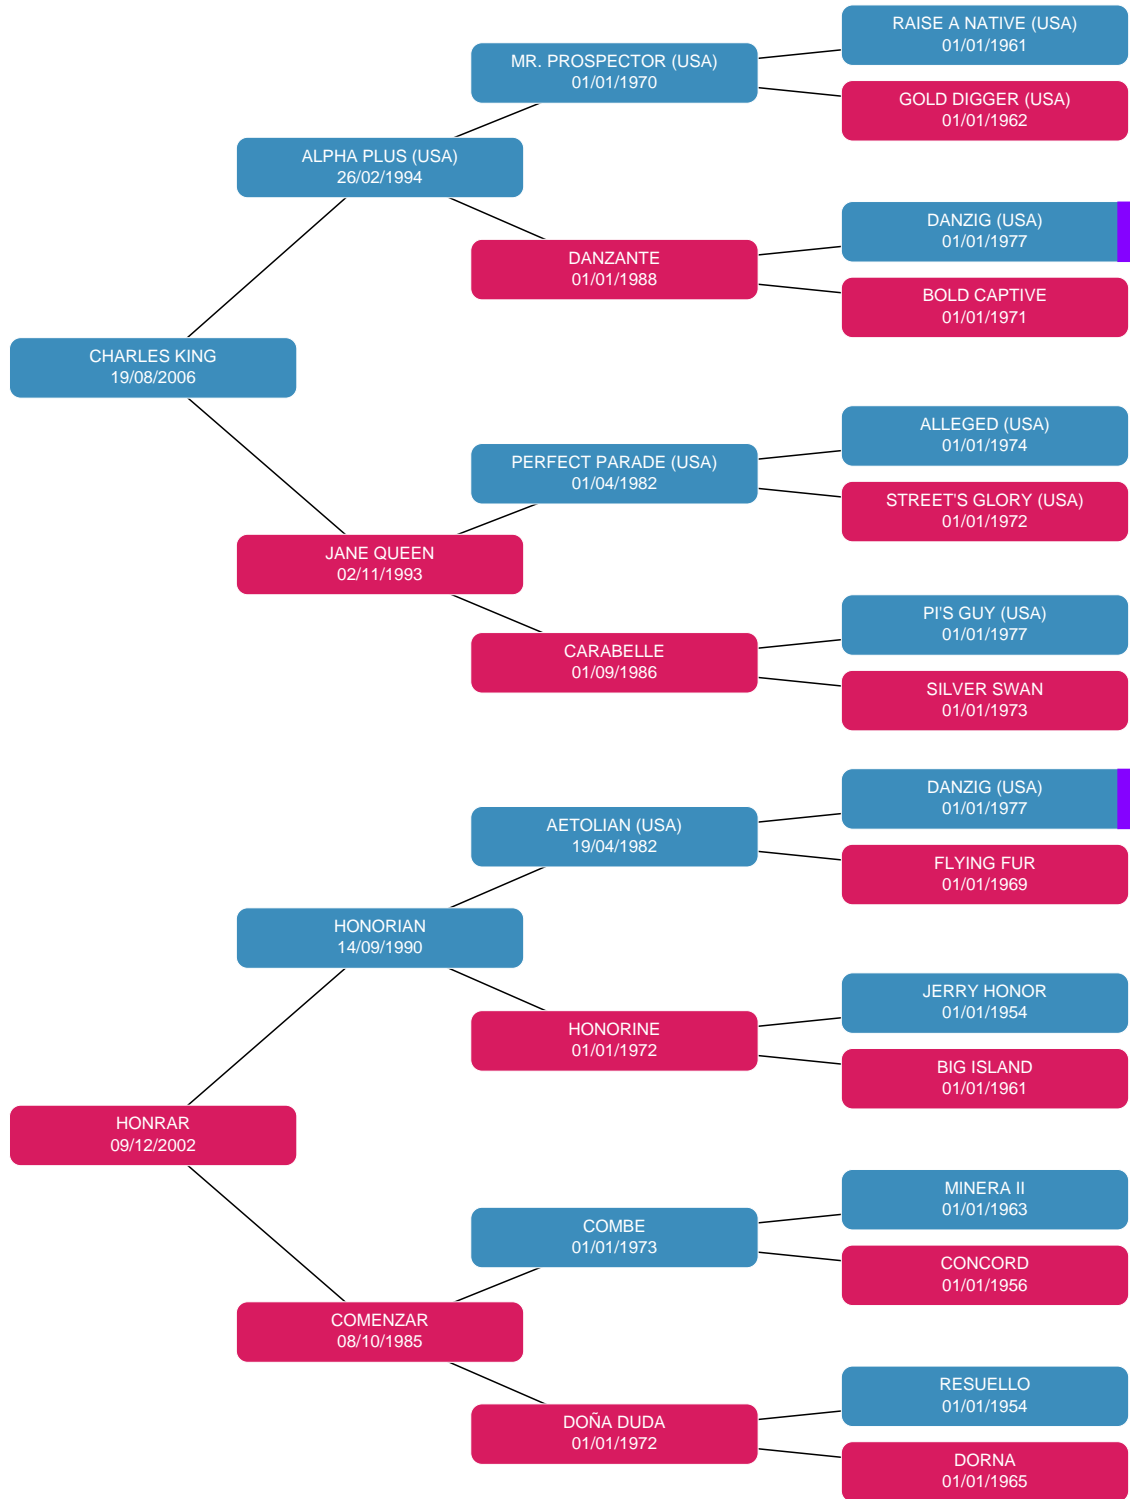 RAISE A NATIVE (USA)
01/01/1961
MR. PROSPECTOR (USA)
01/01/1970
GOLD DIGGER (USA)
01/01/1962
ALPHA PLUS (USA)
26/02/1994
DANZIG (USA)
01/01/1977
DANZANTE
01/01/1988
BOLD CAPTIVE
01/01/1971
CHARLES KING
19/08/2006
ALLEGED (USA)
01/01/1974
PERFECT PARADE (USA)
01/04/1982
STREET'S GLORY (USA)
01/01/1972
JANE QUEEN
02/11/1993
PI'S GUY (USA)
01/01/1977
CARABELLE
01/09/1986
SILVER SWAN
01/01/1973
DANZIG (USA)
01/01/1977
AETOLIAN (USA)
19/04/1982
FLYING FUR
01/01/1969
HONORIAN
14/09/1990
JERRY HONOR
01/01/1954
HONORINE
01/01/1972
BIG ISLAND
01/01/1961
HONRAR
09/12/2002
MINERA II
01/01/1963
COMBE
01/01/1973
CONCORD
01/01/1956
COMENZAR
08/10/1985
RESUELLO
01/01/1954
DOÑA DUDA
01/01/1972
DORNA
01/01/1965